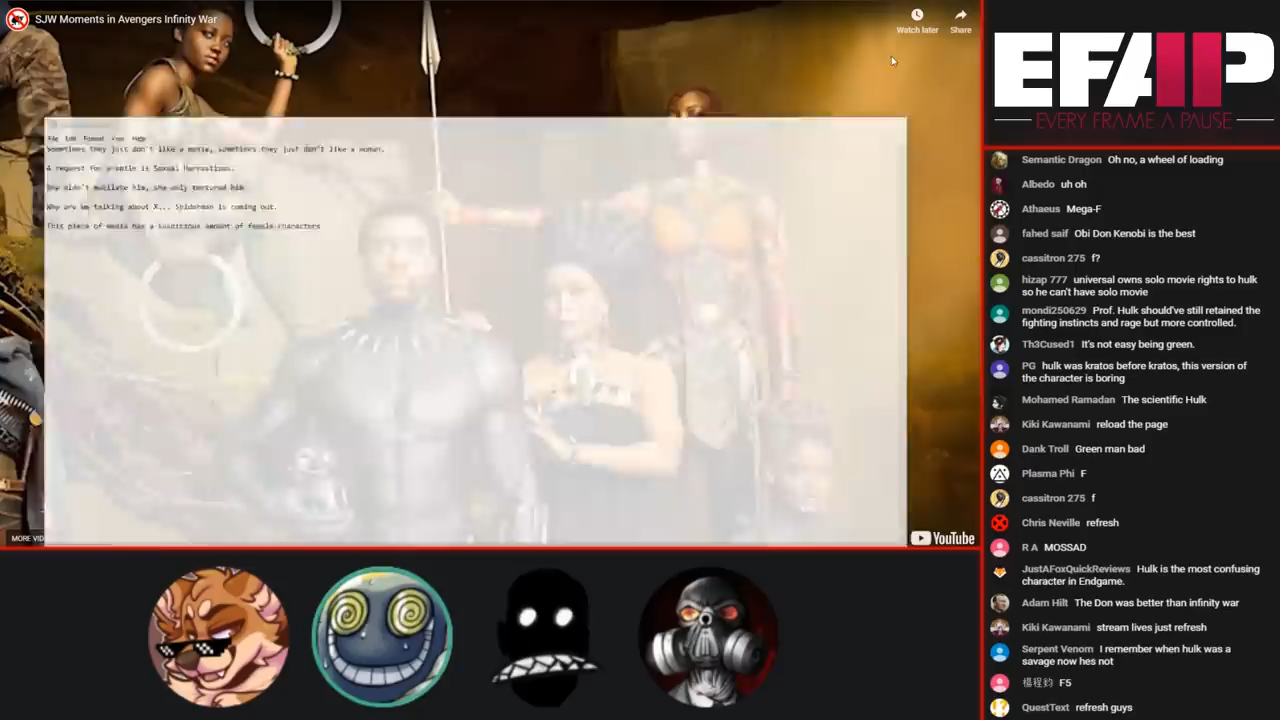 SJW Moments in Avengers Infinity War
Watch later
Share
File Edit Format View Help
Sometimes they just don't like a movie, sometimes they just don't like a woman.
A request for a smile is Sexual Harrastions.
She didn't mutilate him, she only tortured him
Why are am talking about X... Spiderman is coming out.
This piece of media has a suspicious amount of female characters
MORE VID
YouTube
EFAP
EVERY FRAME A PAUSE
Semantic Dragon Oh no, a wheel of loading
Albedo uh oh
Athaeus Mega-F
fahed saif Obi Don Kenobi is the best
cassitron 275 f?
hizap 777 universal owns solo movie rights to hulk
so he can't have solo movie
mondi250629 Prof. Hulk should've still retained the
fighting instincts and rage but more controlled.
Th3Cused1 It's not easy being green.
PG hulk was kratos before kratos, this version of
the character is boring
Mohamed Ramadan The scientific Hulk
Kiki Kawanami reload the page
Dank Troll Green man bad
Plasma Phi F
cassitron 275 f
Chris Neville refresh
R A MOSSAD
JustAFoxQuickReviews Hulk is the most confusing
character in Endgame.
Adam Hilt The Don was better than infinity war
Kiki Kawanami stream lives just refresh
Serpent Venom I remember when hulk was a
savage now hes not
楊程鈞 F5
QuestText refresh guys